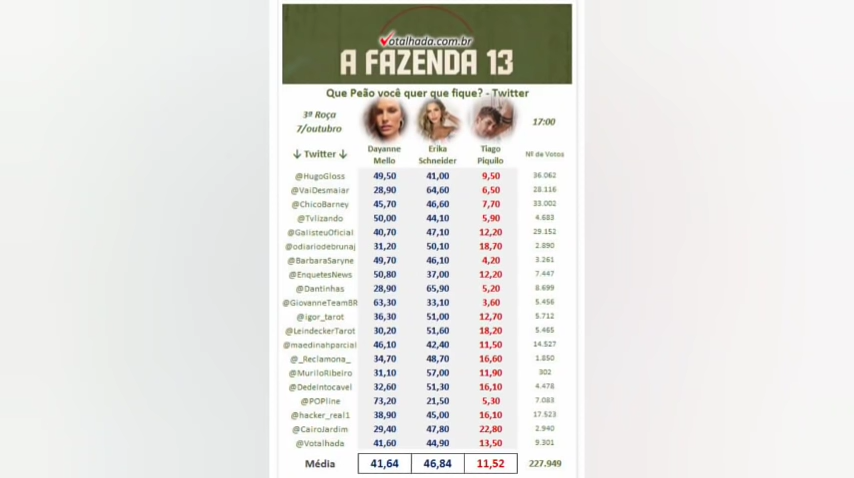 Votalhada.com.br
A FAZENDA 13
Que Peão você quer que fique? - Twitter
3ª Roça 17:00
7/outubro
↓ Twitter ↓ Dayanne Mello Erika Schneider Tiago Piquilo Nº de Votos
@HugoGloss 49,50 41,00 9,50 36.062
@VaiDesmaiar 28,90 64,60 6,50 28.116
@ChicoBarney 45,70 46,60 7,70 33.002
@Tvlizando 50,00 44,10 5,90 4.683
@GalisteuOficial 40,70 47,10 12,20 29.152
@odiariodebrunaj 31,20 50,10 18,70 2.890
@BarbaraSaryne 49,70 46,10 4,20 3.261
@EnquetesNews 50,80 37,00 12,20 7.447
@Dantinhas 28,90 65,90 5,20 8.699
@GiovanneTeamBR 63,30 33,10 3,60 5.456
@igor_tarot 36,30 51,00 12,70 5.712
@LeindeckerTarot 30,20 51,60 18,20 5.465
@maedinahparcial 46,10 42,40 11,50 14.527
@_Reclamona_ 34,70 48,70 16,60 1.850
@MuriloRibeiro 31,10 57,00 11,90 302
@Dedeintocavel 32,60 51,30 16,10 4.478
@POPline 73,20 21,50 5,30 7.083
@hacker_real1 38,90 45,00 16,10 17.523
@CairoJardim 29,40 47,80 22,80 2.940
@Votalhada 41,60 44,90 13,50 9.301
Média 41,64 46,84 11,52 227.949